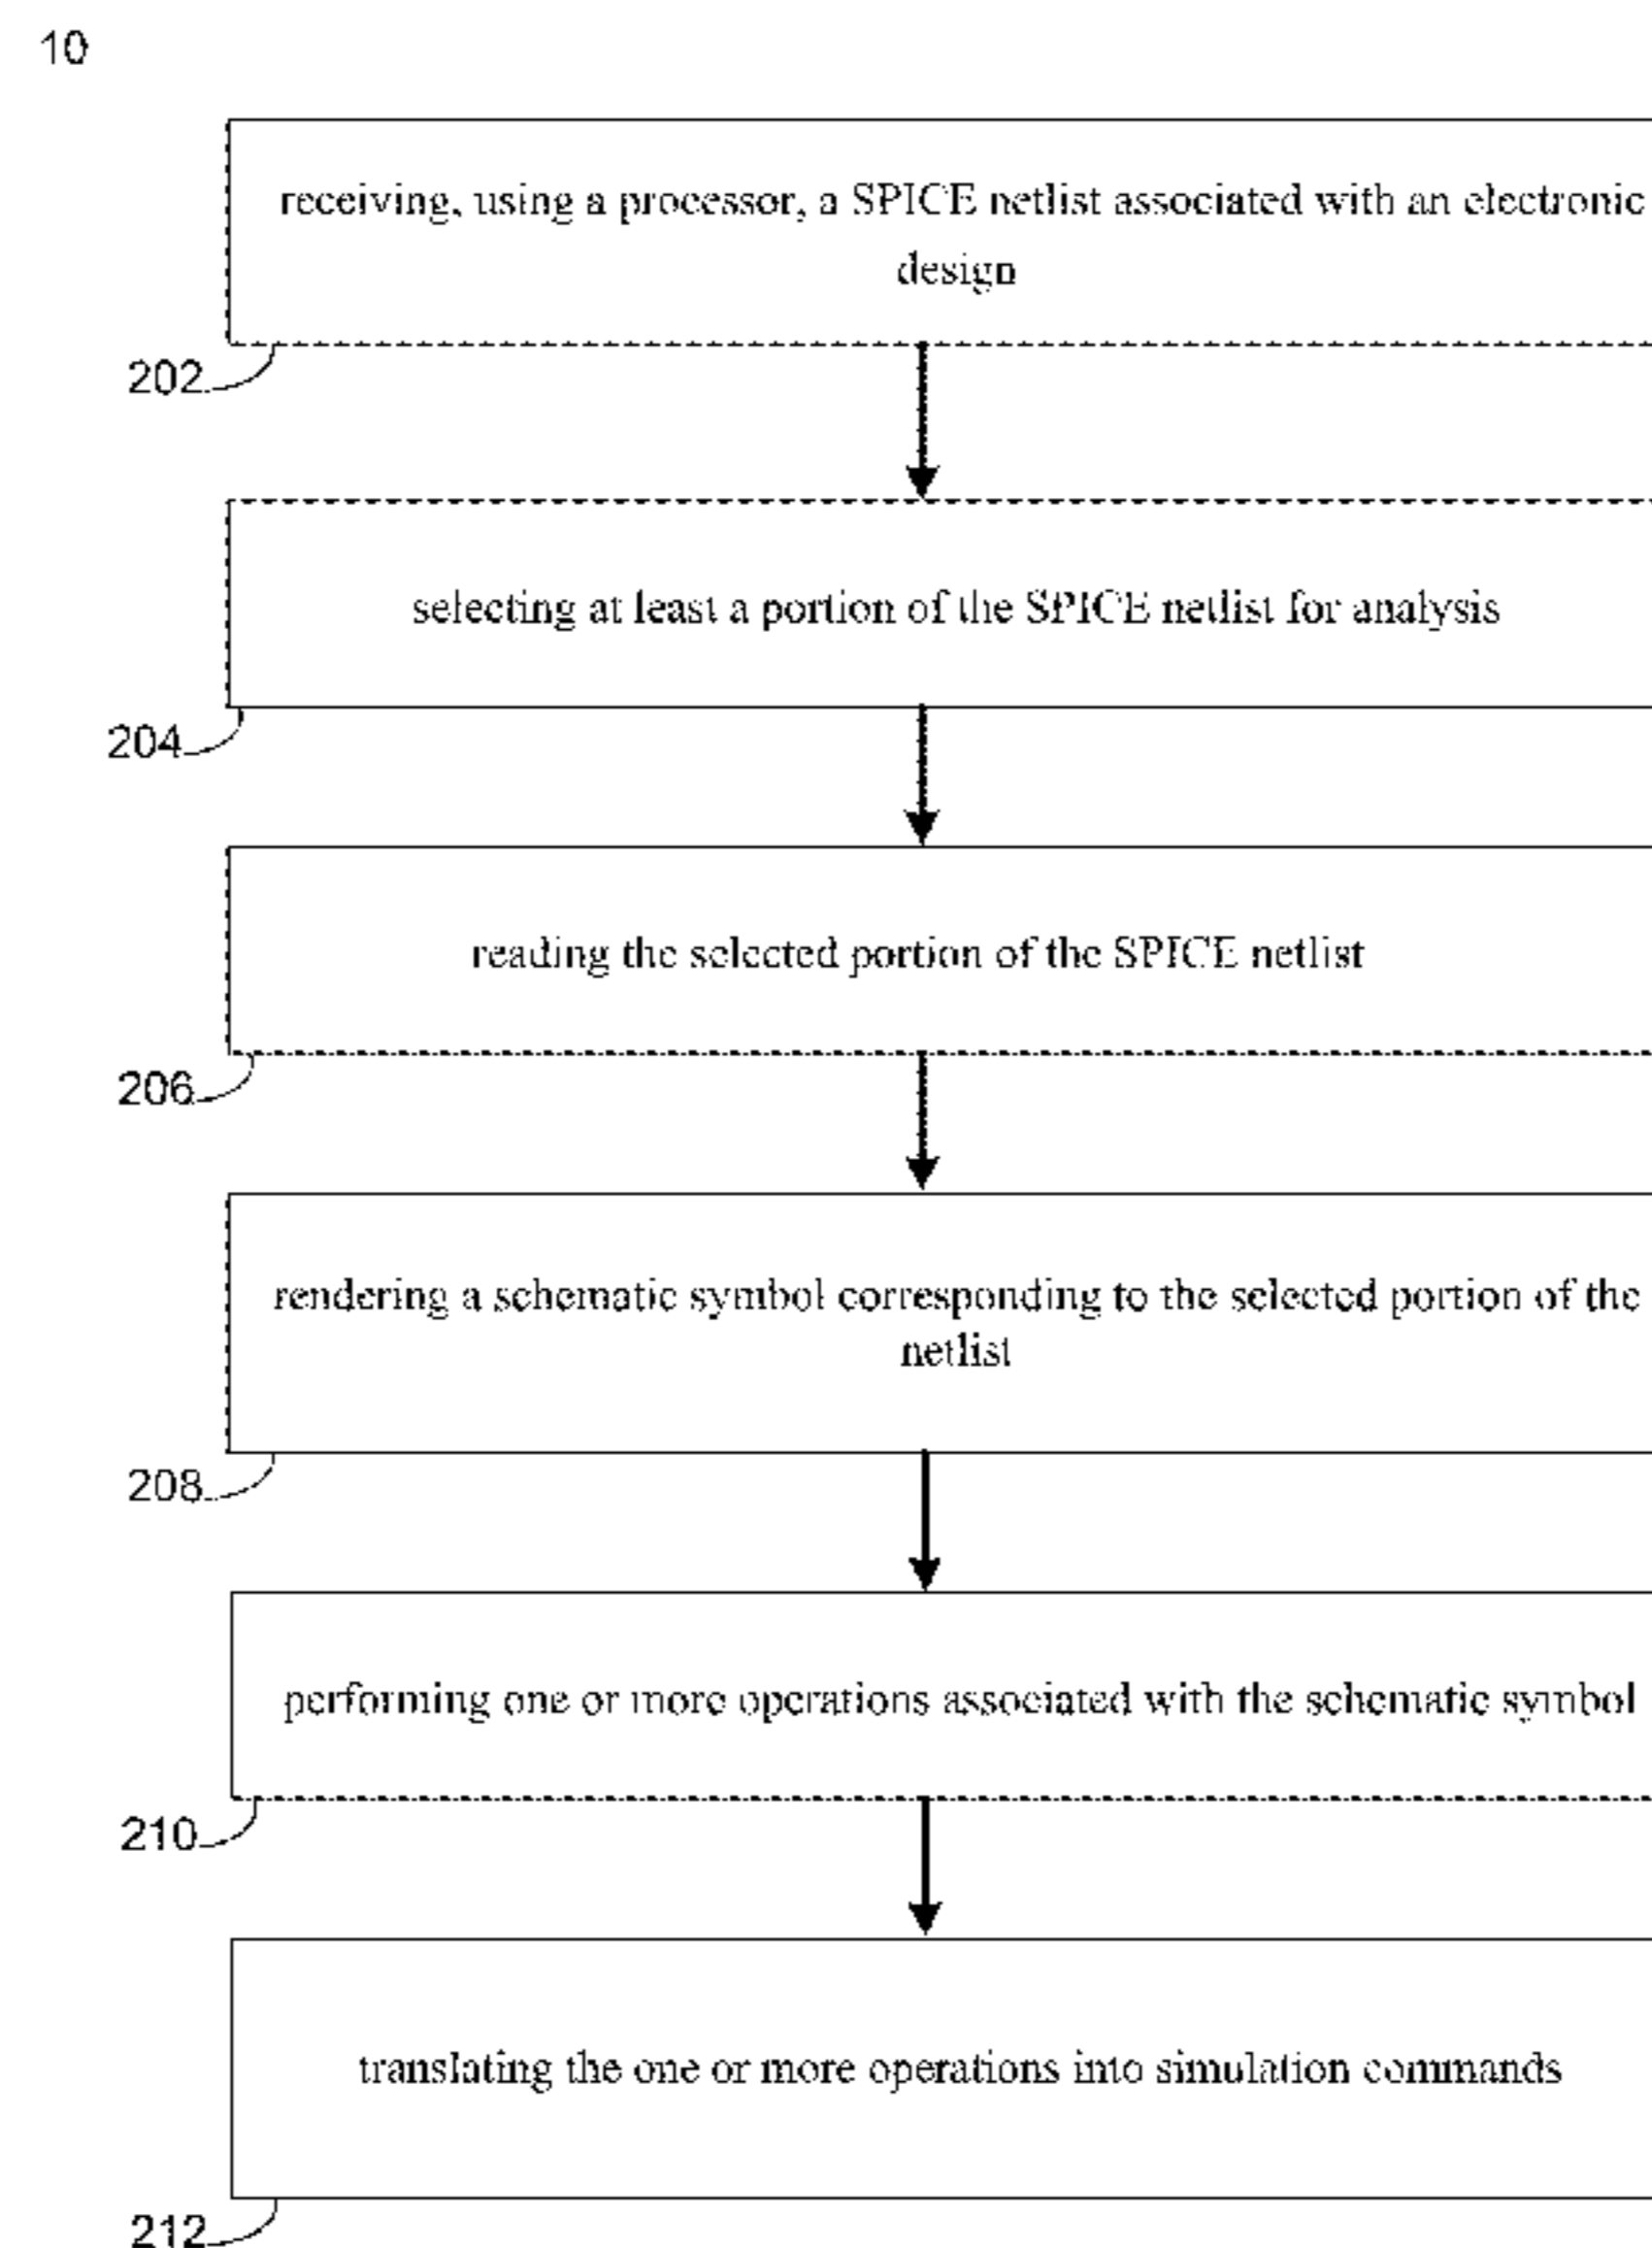 10
receiving, using a processor, a SPICE netlist associated with an electronic
design
202
selecting at least a portion of the SPICE netlist for analysis
204
reading the selected portion of the SPICE netlist
206
rendering a schematic symbol corresponding to the selected portion of the
netlist
208
performing one or more operations associated with the schematic symbol
210
translating the one or more operations into simulation commands
212